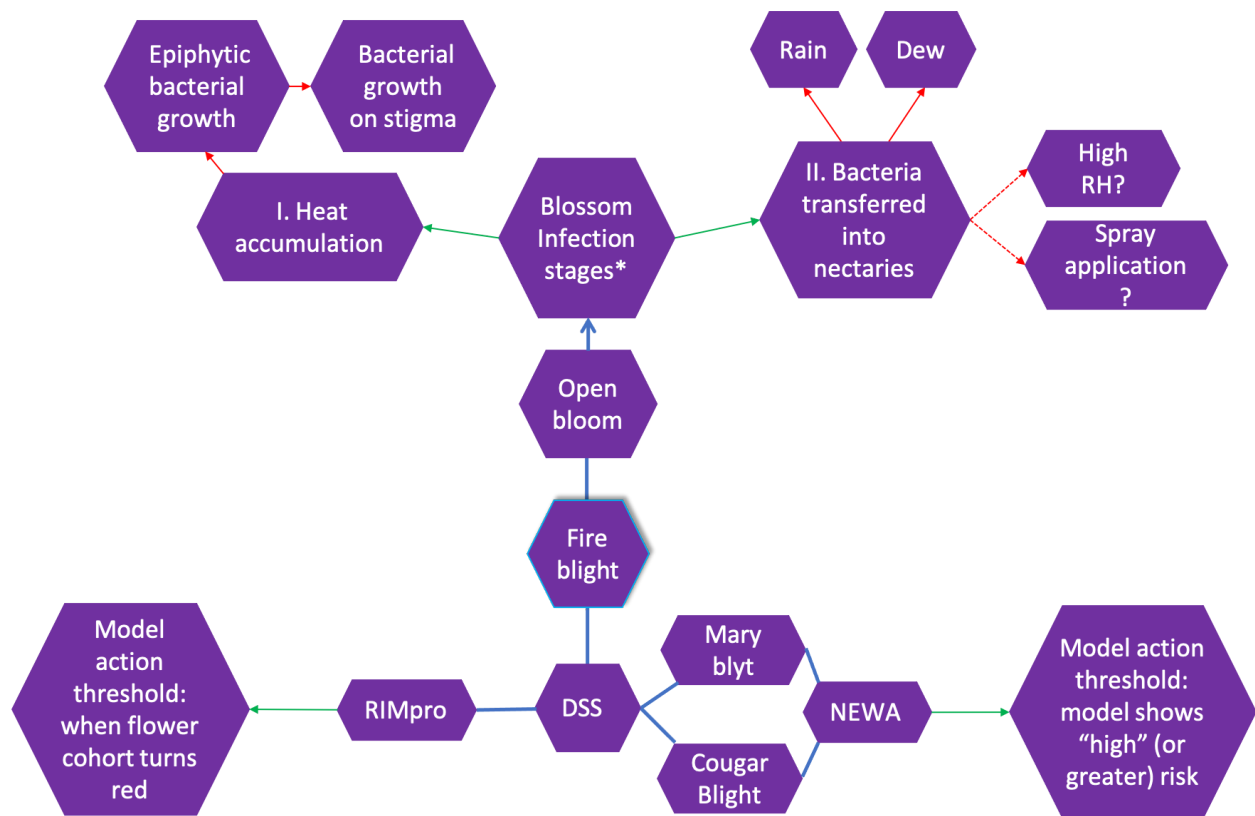 Epiphytic
bacterial
growth
Bacterial
growth
on stigma
Rain
Dew
I. Heat
accumulation
Blossom
Infection
stages*
II. Bacteria
transferred
into
nectaries
High
RH?
Spray
application
?
Open
bloom
Fire
blight
Model
action
threshold:
when flower
cohort turns
red
RIMpro
DSS
Mary
blyt
Cougar
Blight
NEWA
Model action
threshold:
model shows
“high” (or
greater) risk